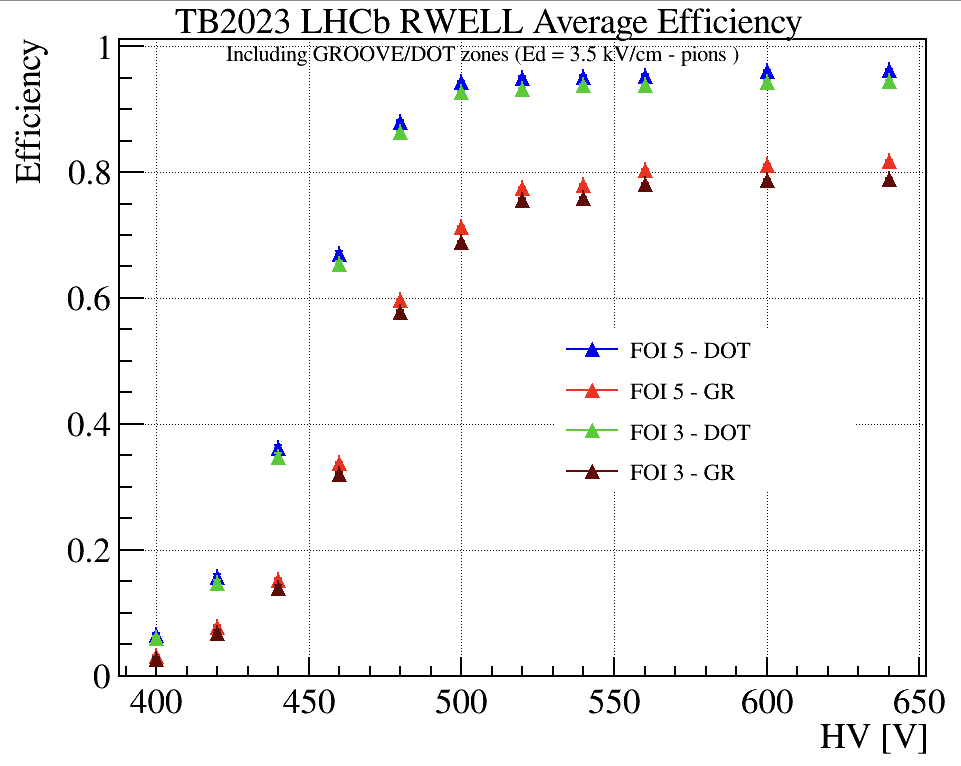 TB2023 LHCb RWELL Average Efficiency
Including GROOVE/DOT zones (Ed = 3.5 kV/cm - pions )
Efficiency
1
0.8
0.6
0.4
0.2
0
FOI 5 - DOT
FOI 5 - GR
FOI 3 - DOT
FOI 3 - GR
400 450 500 550 600 650
HV [V]